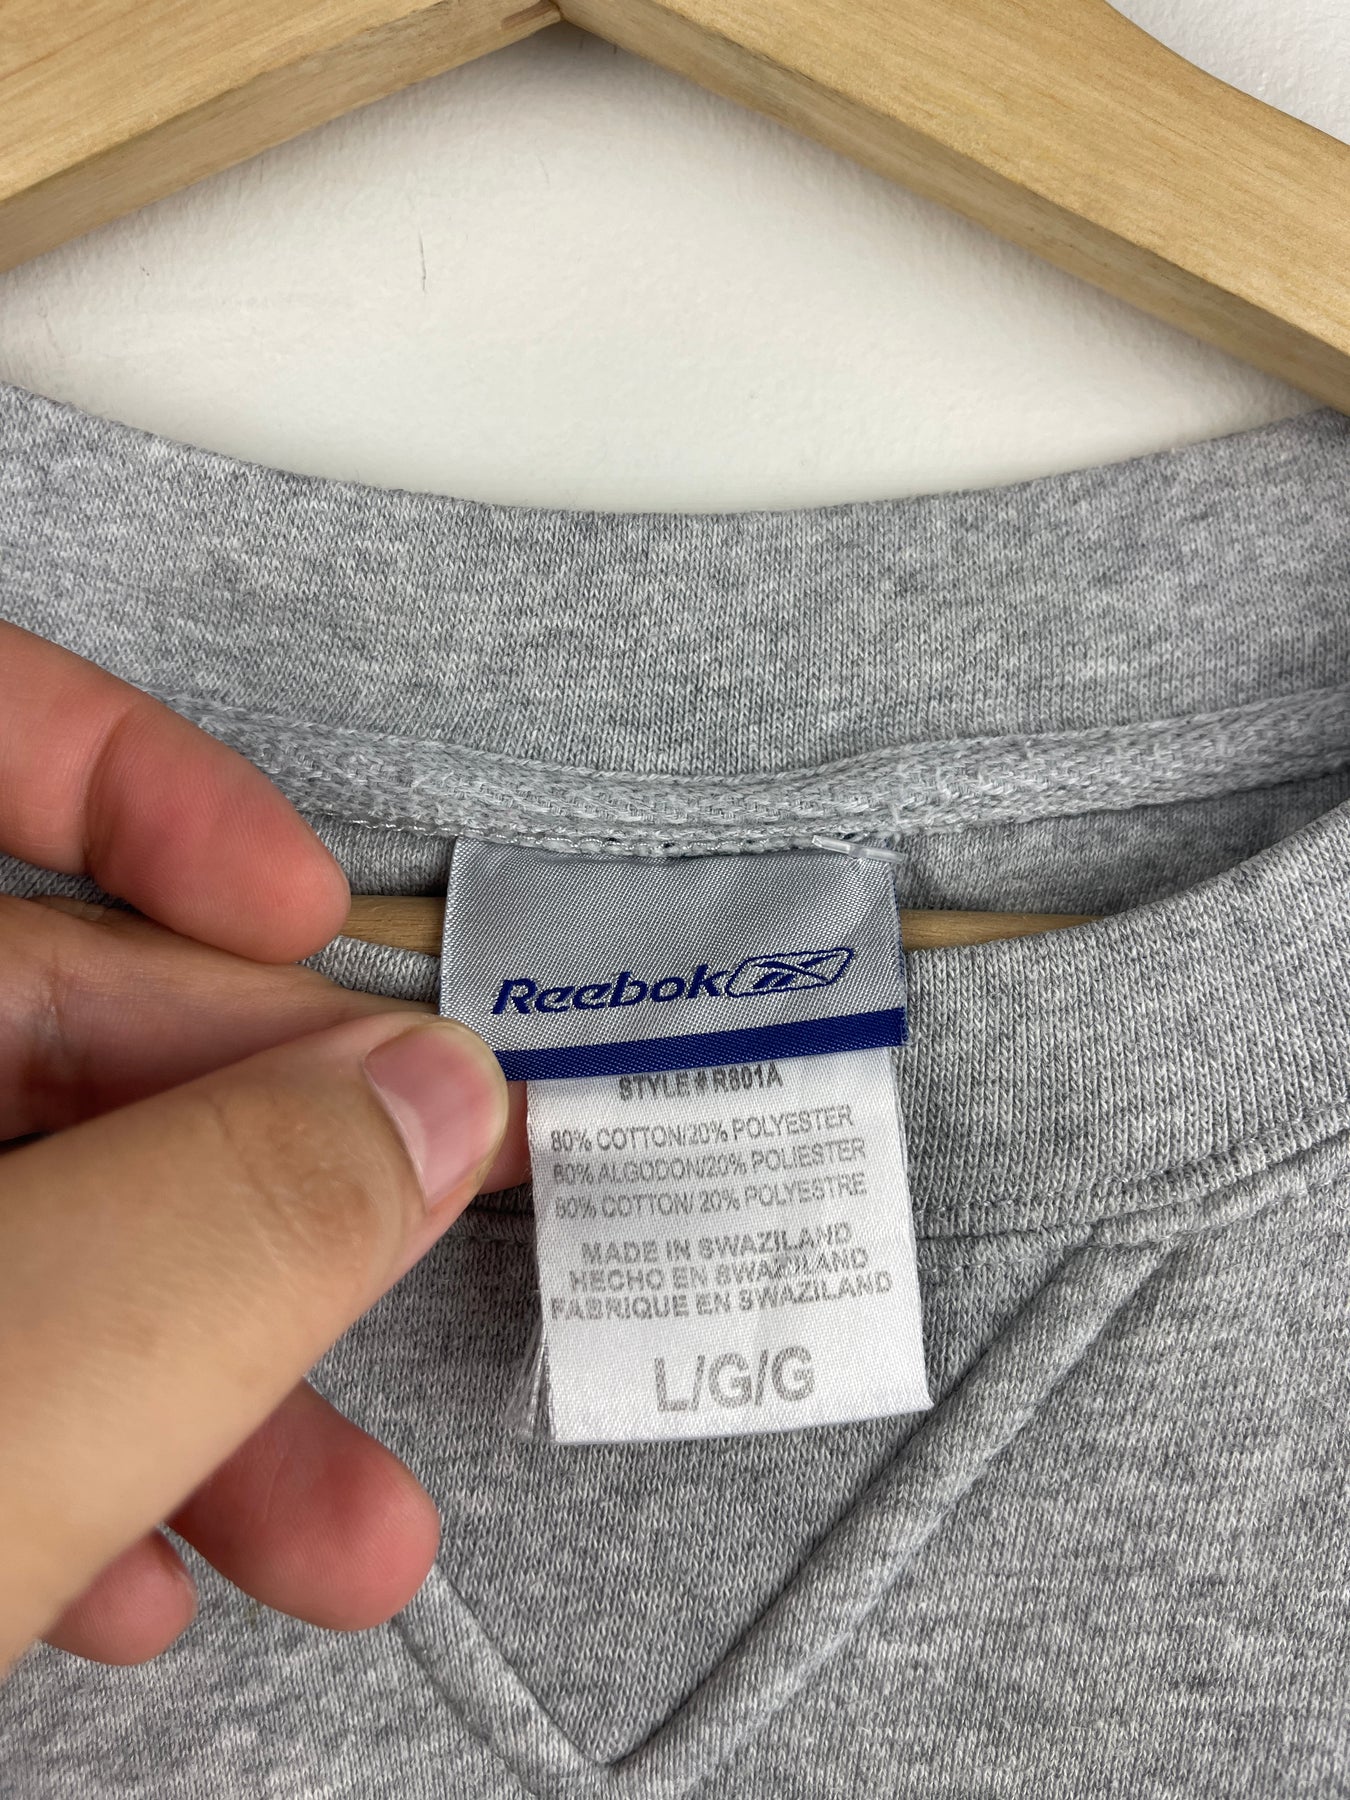 Reebok
STYLE # R801A
80% COTTON/20% POLYESTER
80% ALGODON/20% POLIESTER
80% COTTON/ 20% POLYESTRE
MADE IN SWAZILAND
HECHO EN SWAZILAND
FABRIQUE EN SWAZILAND
L/G/G